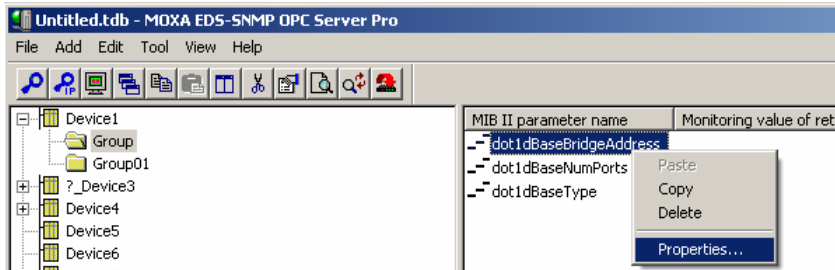 Untitled.tdb - MOXA EDS-SNMP OPC Server Pro
File Add Edit Tool View Help
IP
Device1
Group
Group01
?_Device3
Device4
Device5
Device6
MIB II parameter name Monitoring value of ret
dot1dBaseBridgeAddress
dot1dBaseNumPorts
dot1dBaseType
Paste
Copy
Delete
Properties...